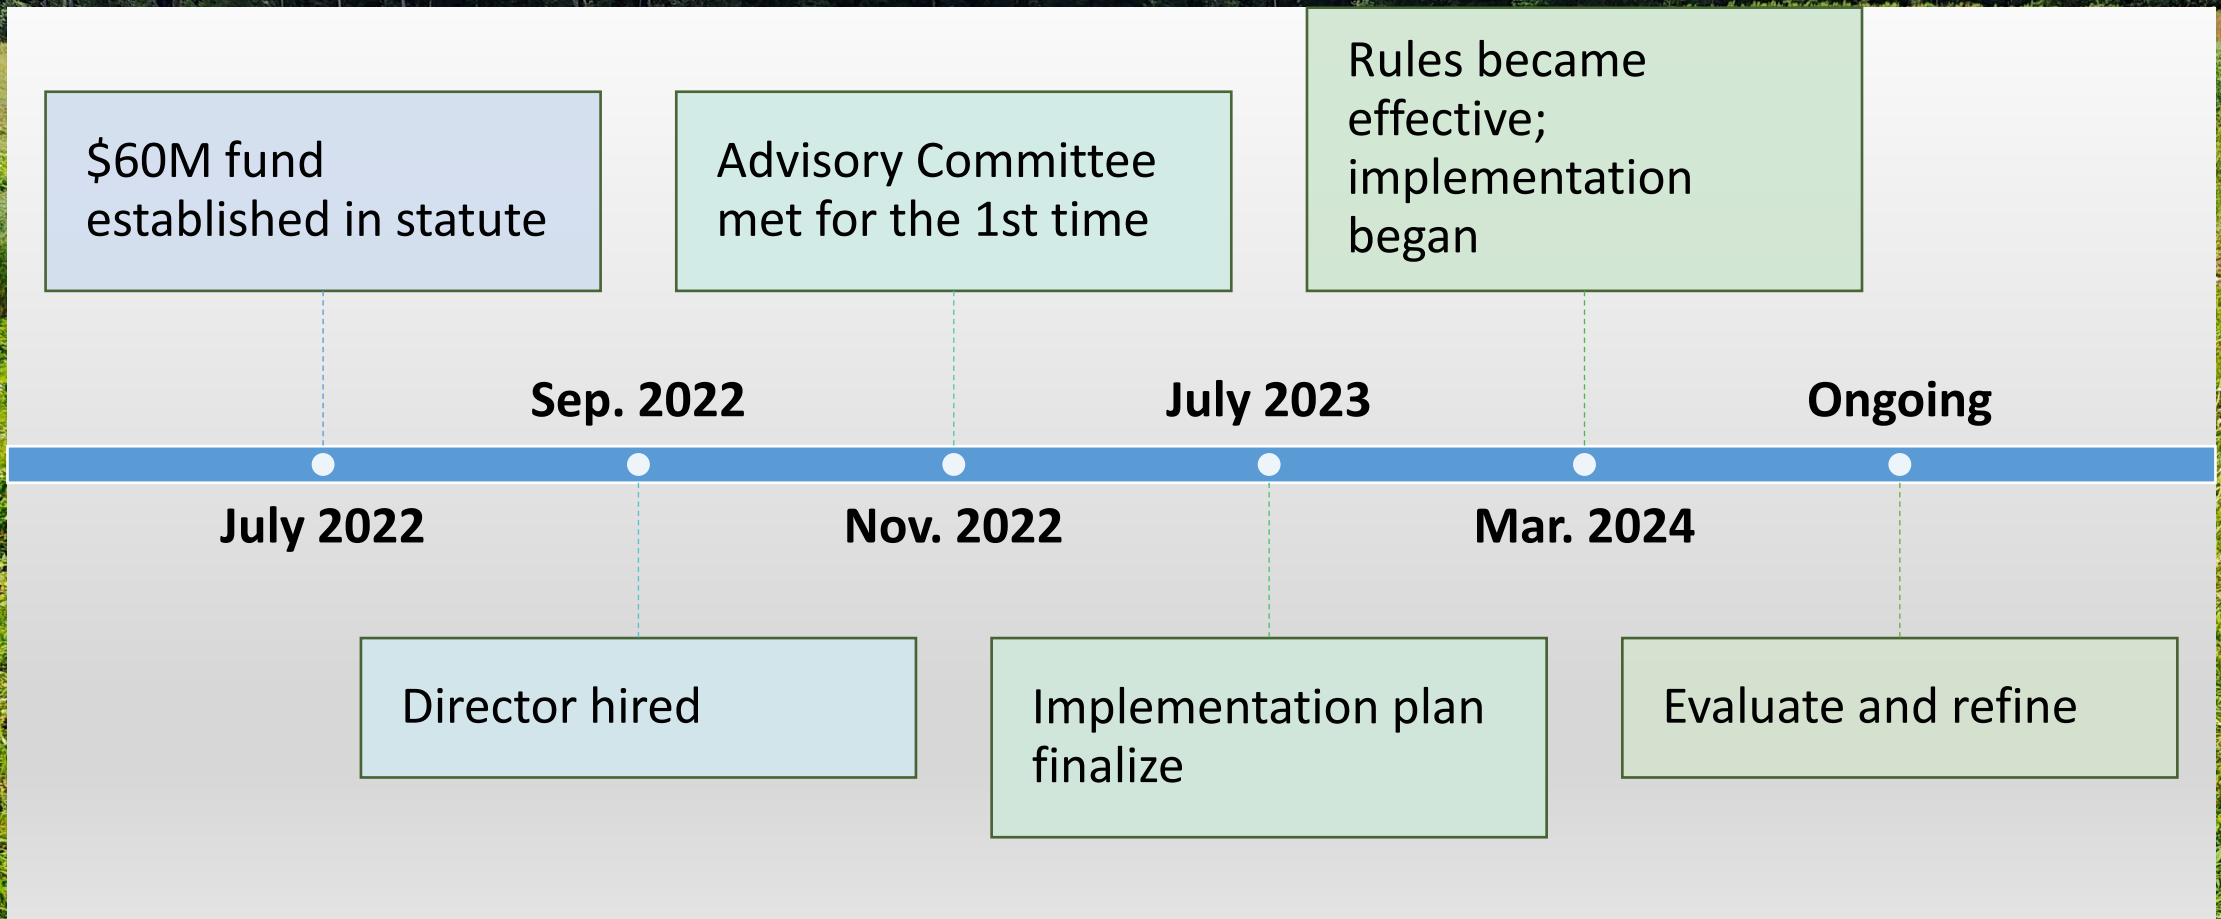 $60M fund
established in statute
Advisory Committee
met for the 1st time
Rules became
effective;
implementation
began
Sep. 2022
July 2023
Ongoing
July 2022
Nov. 2022
Mar. 2024
Director hired
Implementation plan
finalize
Evaluate and refine